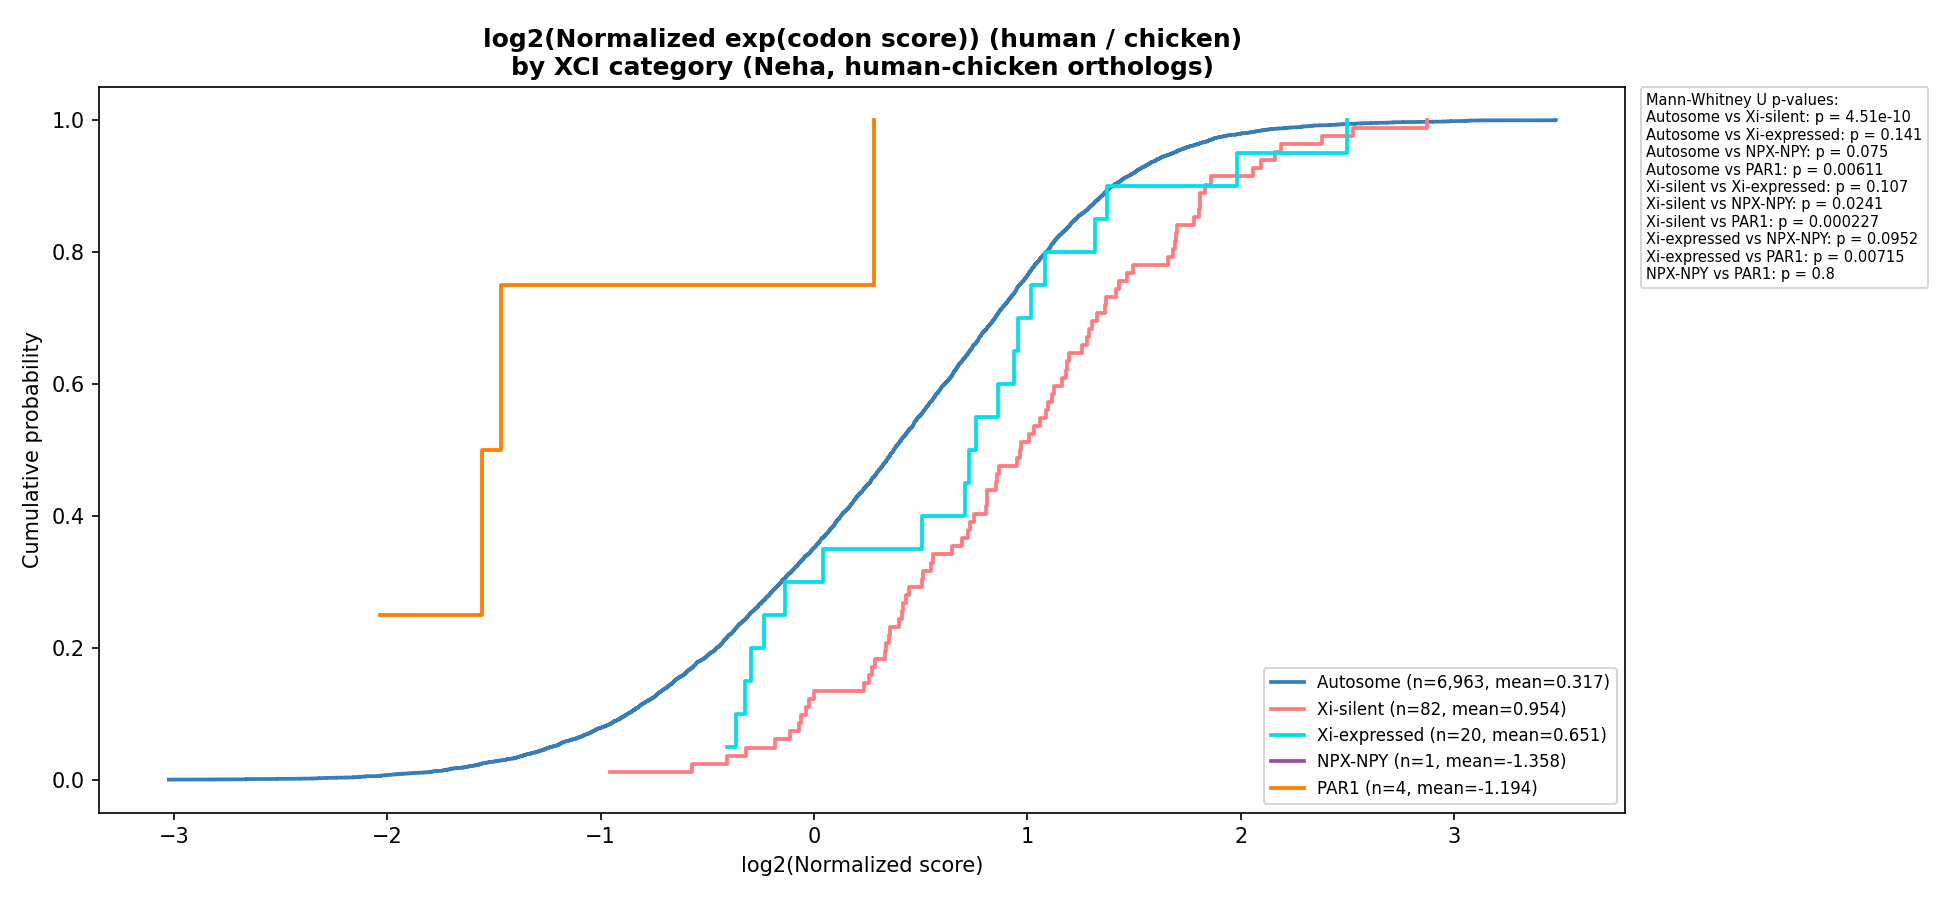 log2(Normalized exp(codon score)) (human / chicken)
by XCI category (Neha, human-chicken orthologs)
Cumulative probability
1.0
0.8
0.6
0.4
0.2
0.0
−3
−2
−1
0
1
2
3
log2(Normalized score)
Autosome (n=6,963, mean=0.317)
Xi-silent (n=82, mean=0.954)
Xi-expressed (n=20, mean=0.651)
NPX-NPY (n=1, mean=-1.358)
PAR1 (n=4, mean=-1.194)
Mann-Whitney U p-values:
Autosome vs Xi-silent: p = 4.51e-10
Autosome vs Xi-expressed: p = 0.141
Autosome vs NPX-NPY: p = 0.075
Autosome vs PAR1: p = 0.00611
Xi-silent vs Xi-expressed: p = 0.107
Xi-silent vs NPX-NPY: p = 0.0241
Xi-silent vs PAR1: p = 0.000227
Xi-expressed vs NPX-NPY: p = 0.0952
Xi-expressed vs PAR1: p = 0.00715
NPX-NPY vs PAR1: p = 0.8